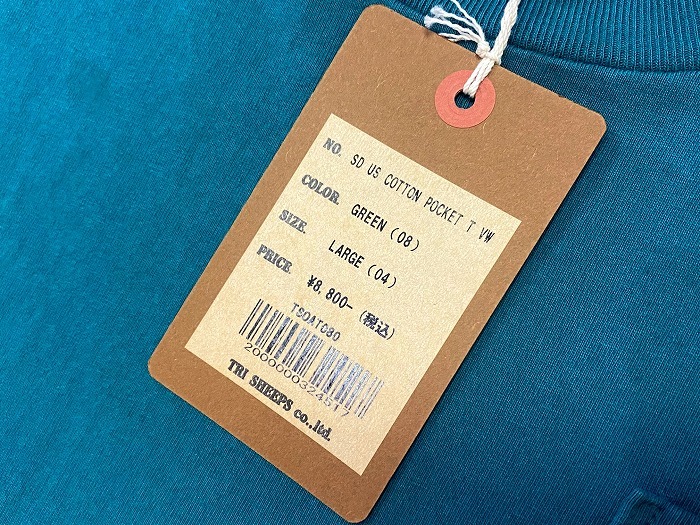 NO. SD US COTTON POCKET T VW
COLOR. GREEN (08)
SIZE. LARGE (04)
PRICE. ¥8,800- (税込)
TSOAT080
2000000324517
TRI SHEEPS co.,ltd.